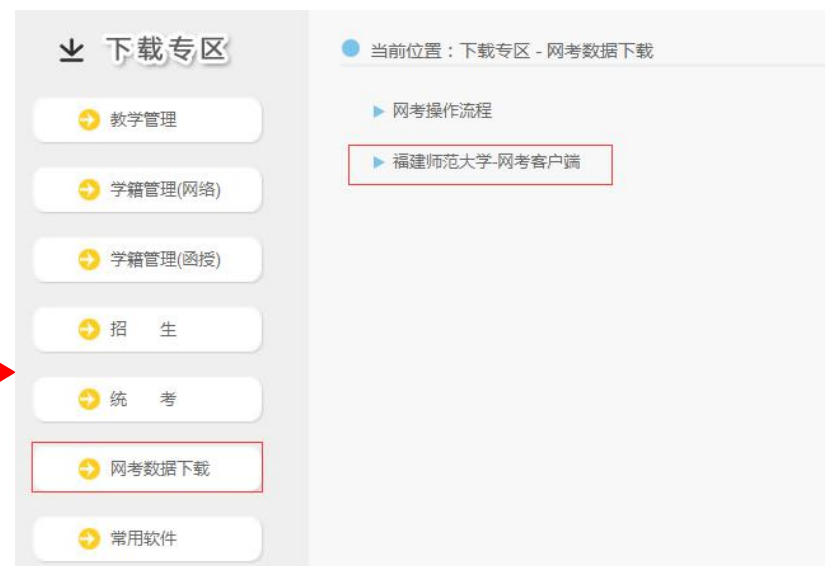 下载专区
教学管理
学籍管理(网络)
学籍管理(函授)
招 生
统 考
网考数据下载
常用软件
当前位置：下载专区 - 网考数据下载
网考操作流程
福建师范大学-网考客户端